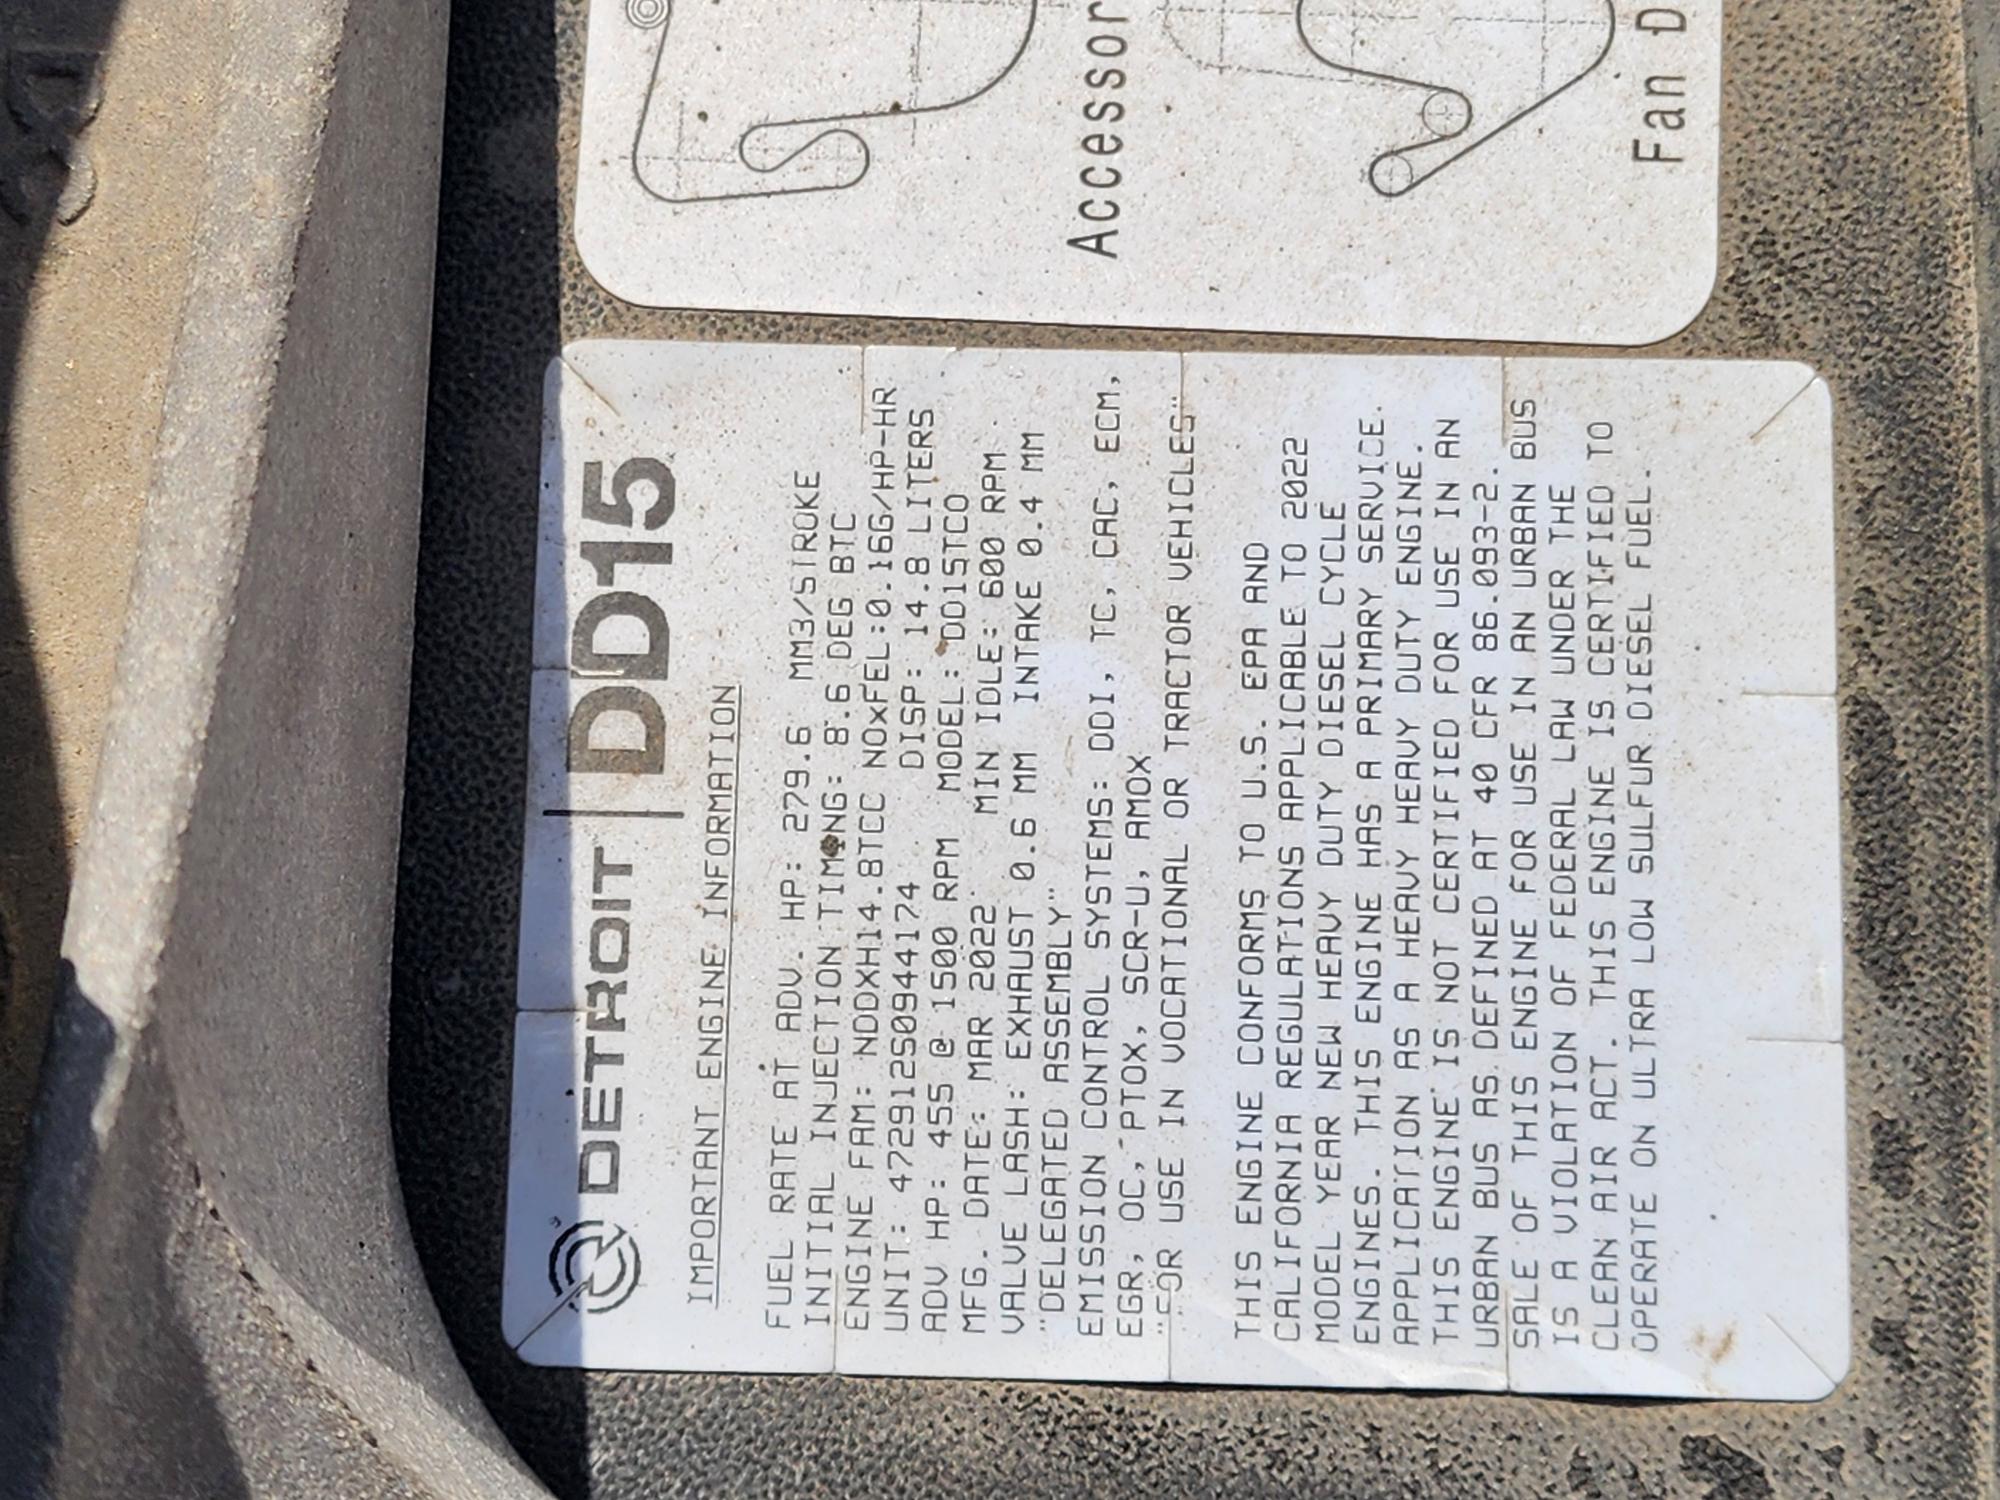 DETROIT | DD15
IMPORTANT ENGINE INFORMATION
FUEL RATE AT ADV. HP: 279.6 MM3/STROKE
INITIAL INJECTION TIMING: 8.6 DEG BTC
ENGINE FAM: NDDXH14.8TCC NOxFEL:0.16G/HP-HR
UNIT: 472912S0944174 DISP: 14.8 LITERS
ADV HP: 455 @ 1500 RPM MODEL: DD15TCO
MFG. DATE: MAR 2022 MIN IDLE: 600 RPM
VALVE LASH: EXHAUST 0.6 MM INTAKE 0.4 MM
"DELEGATED ASSEMBLY"
EMISSION CONTROL SYSTEMS: DDI, TC, CAC, ECM,
EGR, OC, PTOX, SCR-U, AMOX
"FOR USE IN VOCATIONAL OR TRACTOR VEHICLES"
THIS ENGINE CONFORMS TO U.S. EPA AND
CALIFORNIA REGULATIONS APPLICABLE TO 2022
MODEL YEAR NEW HEAVY DUTY DIESEL CYCLE
ENGINES. THIS ENGINE HAS A PRIMARY SERVICE
APPLICATION AS A HEAVY HEAVY DUTY ENGINE.
THIS ENGINE IS NOT CERTIFIED FOR USE IN AN
URBAN BUS AS DEFINED AT 40 CFR 86.093-2.
SALE OF THIS ENGINE FOR USE IN AN URBAN BUS
IS A VIOLATION OF FEDERAL LAW UNDER THE
CLEAN AIR ACT. THIS ENGINE IS CERTIFIED TO
OPERATE ON ULTRA LOW SULFUR DIESEL FUEL.
Accessor
Fan D